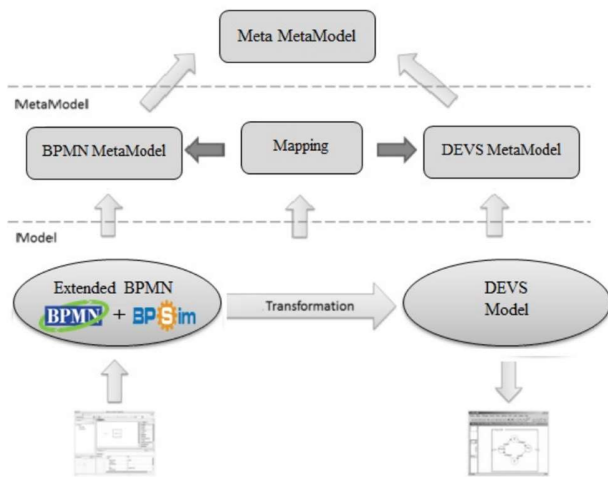 Meta MetaModel
MetaModel
BPMN MetaModel
Mapping
DEVS MetaModel
Model
Extended BPMN
BPMN + BPSim
Transformation
DEVS
Model